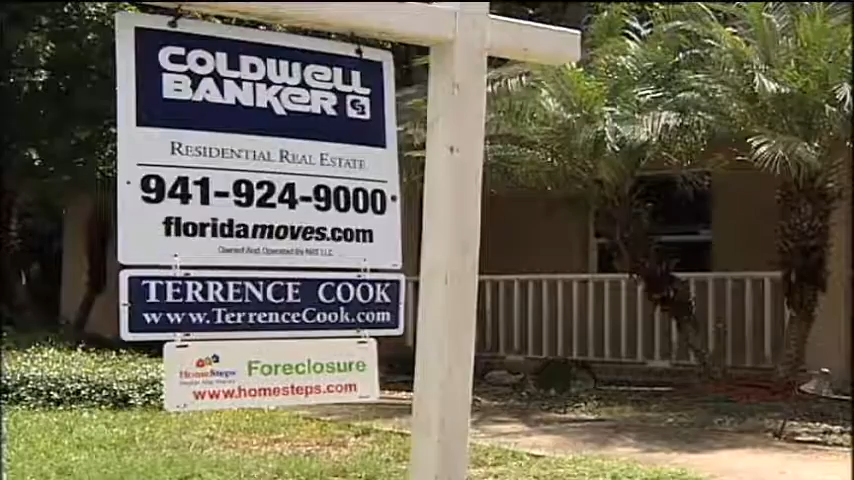 COLDWELL
BANKER CB
RESIDENTIAL REAL ESTATE
941-924-9000
floridamoves.com
Owned And Operated by NRT LLC
TERRENCE COOK
www.TerrenceCook.com
HomeSteps Foreclosure
www.homesteps.com